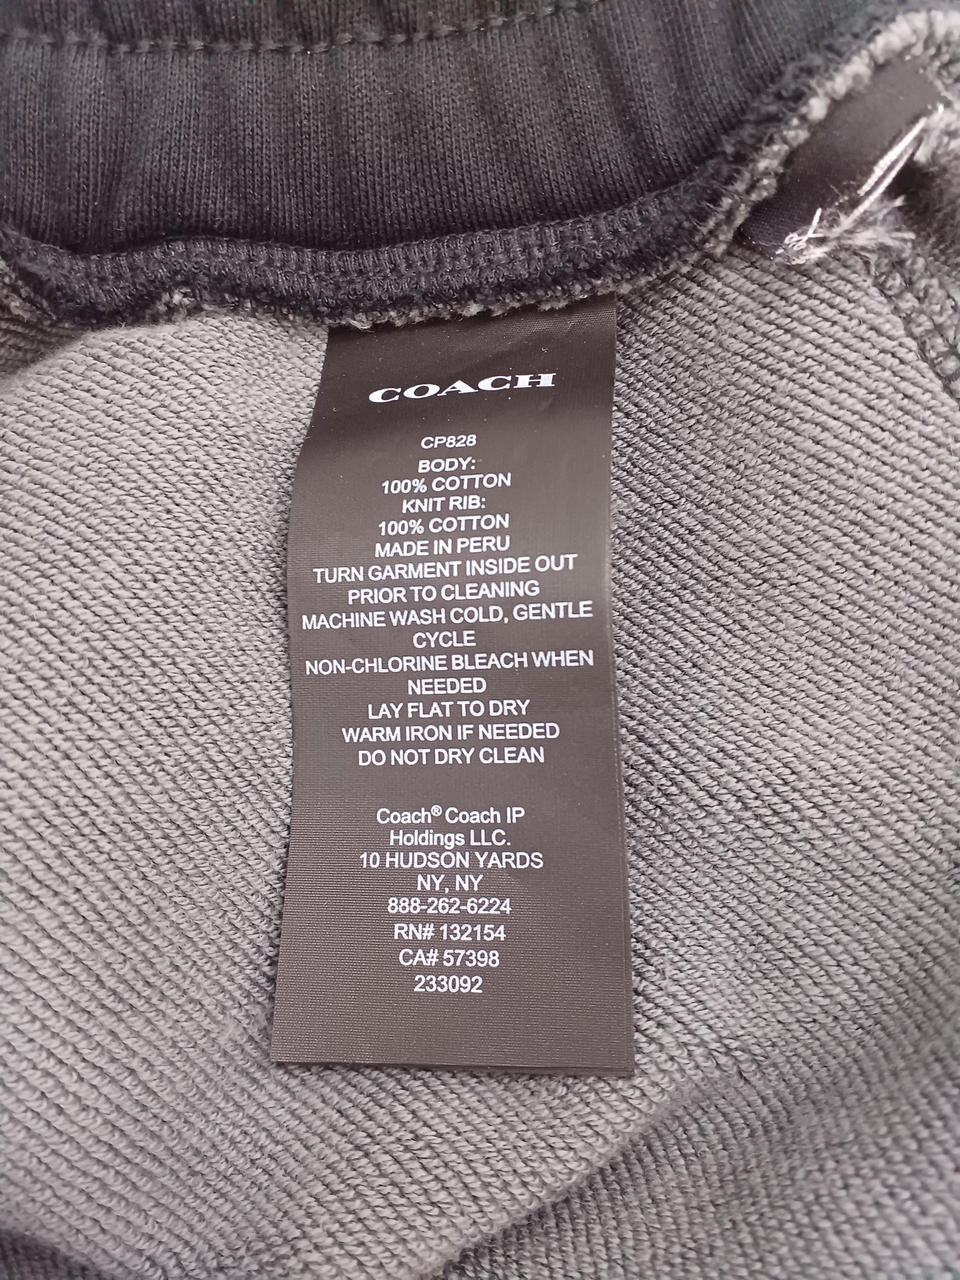 COACH
CP828
BODY:
100% COTTON
KNIT RIB:
100% COTTON
MADE IN PERU
TURN GARMENT INSIDE OUT
PRIOR TO CLEANING
MACHINE WASH COLD, GENTLE
CYCLE
NON-CHLORINE BLEACH WHEN
NEEDED
LAY FLAT TO DRY
WARM IRON IF NEEDED
DO NOT DRY CLEAN
Coach® Coach IP
Holdings LLC.
10 HUDSON YARDS
NY, NY
888-262-6224
RN# 132154
CA# 57398
233092